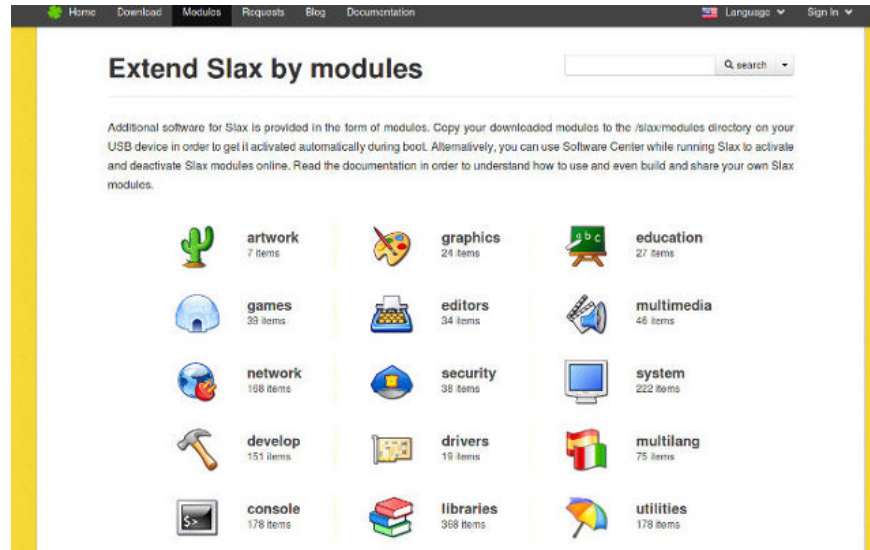 Home Download Modules Requests Blog Documentation Language Sign In
Extend Slax by modules
search
Additional software for Slax is provided in the form of modules. Copy your downloaded modules to the /slax/modules directory on your
USB device in order to get it activated automatically during boot. Alternatively, you can use Software Center while running Slax to activate
and deactivate Slax modules online. Read the documentation in order to understand how to use and even build and share your own Slax
modules.
artwork graphics education
7 items 24 items 27 items
abc
games editors multimedia
39 items 34 items 46 items
network security system
168 items 38 items 222 items
develop drivers multilang
151 items 19 items 75 items
console libraries utilities
178 items 368 items 178 items
$>